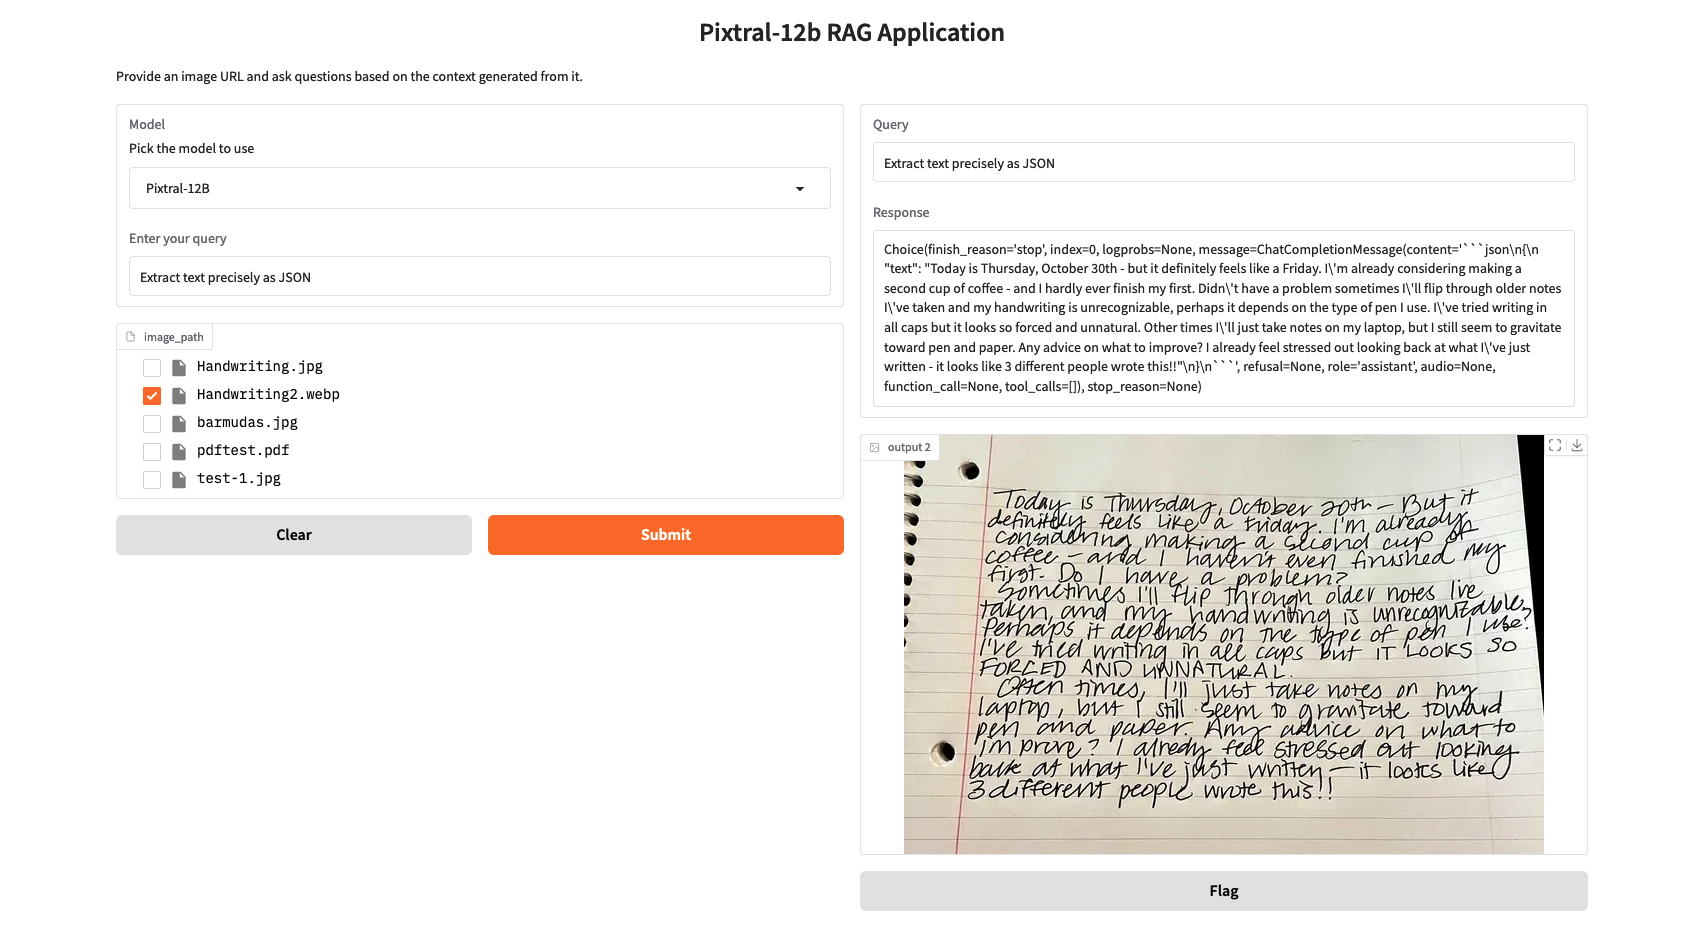 Pixtral-12b RAG Application
Provide an image URL and ask questions based on the context generated from it.
Model
Pick the model to use
Pixtral-12B
Enter your query
Extract text precisely as JSON
image_path
Handwriting.jpg
Handwriting2.webp
barmudas.jpg
pdftest.pdf
test-1.jpg
Clear
Submit
Query
Extract text precisely as JSON
Response
Choice(finish_reason='stop', index=0, logprobs=None, message=ChatCompletionMessage(content='```json\n{\n
"text": "Today is Thursday, October 30th - but it definitely feels like a Friday. I\'m already considering making a
second cup of coffee - and I hardly ever finish my first. Didn\'t have a problem sometimes I\'ll flip through older notes
I\'ve taken and my handwriting is unrecognizable, perhaps it depends on the type of pen I use. I\'ve tried writing in
all caps but it looks so forced and unnatural. Other times I\'ll just take notes on my laptop, but I still seem to gravitate
toward pen and paper. Any advice on what to improve? I already feel stressed out looking back at what I\'ve just
written - it looks like 3 different people wrote this!!"\n}\n```', refusal=None, role='assistant', audio=None,
function_call=None, tool_calls=[]), stop_reason=None)
output 2
Today is Thursday, October 20th – But it
definitely feels like a Friday. I'm already
considering making a second cup of
coffee – and I haven't even finished my
first. Do I have a problem?
Sometimes I'll flip through older notes I've
taken, and my handwriting is unrecognizable.
Perhaps it depends on the type of pen I use?
I've tried writing in all caps but IT LOOKS SO
FORCED AND UNNATURAL.
Often times, I'll just take notes on my
laptop, but I still seem to gravitate toward
pen and paper. Any advice on what to
improve? I already feel stressed out looking
back at what I've just written – it looks like
3 different people wrote this!!
Flag